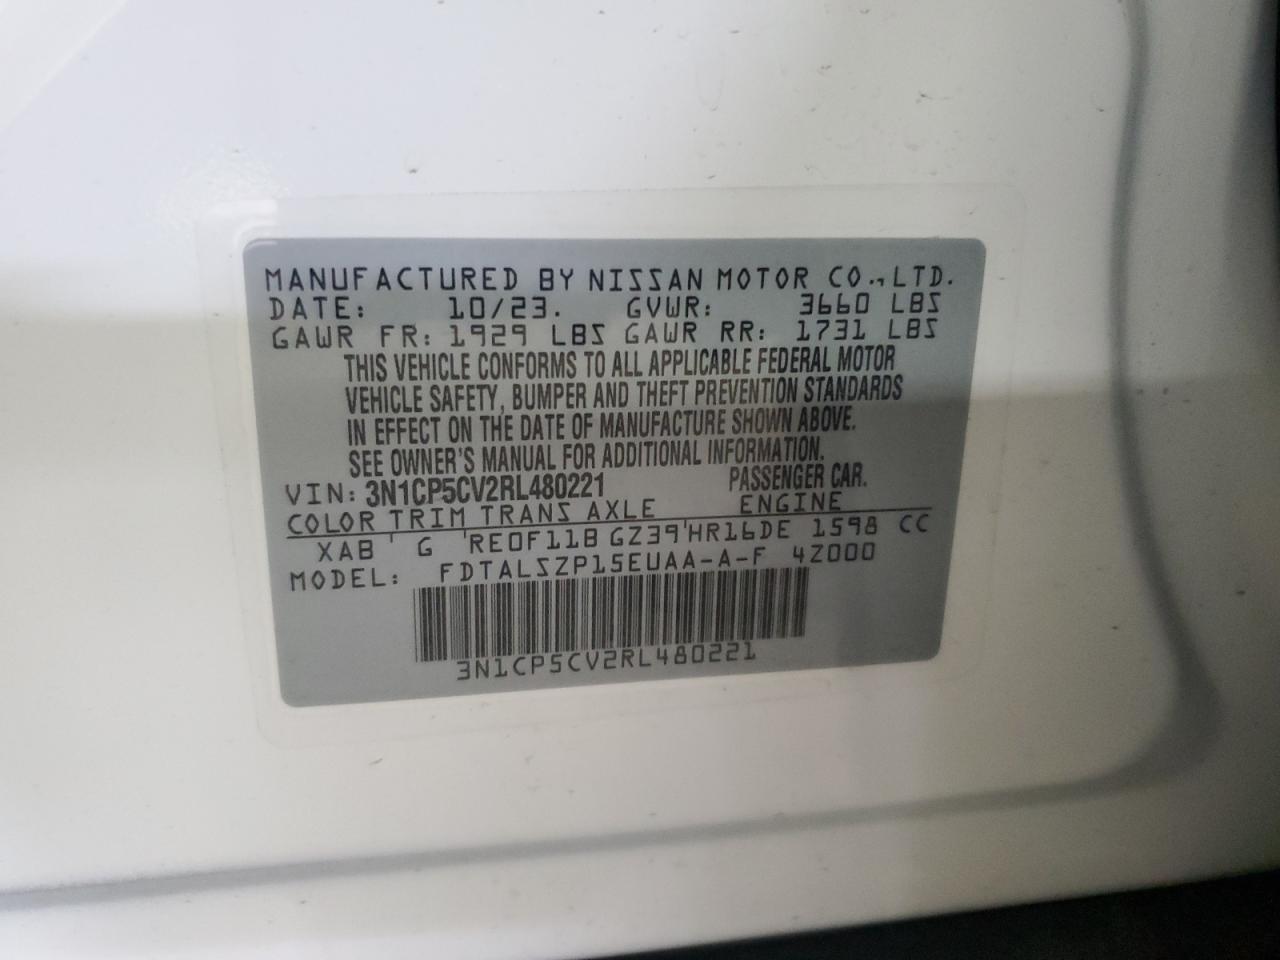 MANUFACTURED BY NISSAN MOTOR CO., LTD.
DATE: 10/23. GVWR: 3660 LBS
GAWR FR: 1929 LBS GAWR RR: 1731 LBS
THIS VEHICLE CONFORMS TO ALL APPLICABLE FEDERAL MOTOR
VEHICLE SAFETY, BUMPER AND THEFT PREVENTION STANDARDS
IN EFFECT ON THE DATE OF MANUFACTURE SHOWN ABOVE.
SEE OWNER'S MANUAL FOR ADDITIONAL INFORMATION.
VIN: 3N1CP5CV2RL480221 PASSENGER CAR.
COLOR TRIM TRANS AXLE ENGINE
XAB G RE0F11B GZ39 HR16DE 1598 CC
MODEL: FDTALSZP15EUAA-A-F 4Z000
3N1CP5CV2RL480221